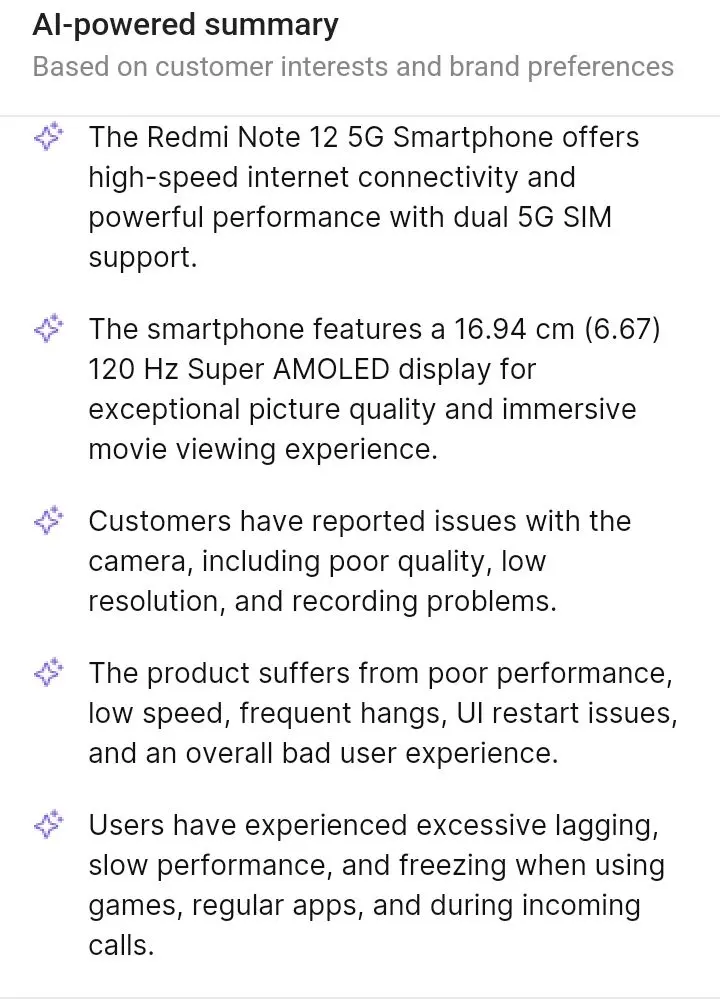 AI-powered summary
Based on customer interests and brand preferences
The Redmi Note 12 5G Smartphone offers
high-speed internet connectivity and
powerful performance with dual 5G SIM
support.
The smartphone features a 16.94 cm (6.67)
120 Hz Super AMOLED display for
exceptional picture quality and immersive
movie viewing experience.
Customers have reported issues with the
camera, including poor quality, low
resolution, and recording problems.
The product suffers from poor performance,
low speed, frequent hangs, UI restart issues,
and an overall bad user experience.
Users have experienced excessive lagging,
slow performance, and freezing when using
games, regular apps, and during incoming
calls.